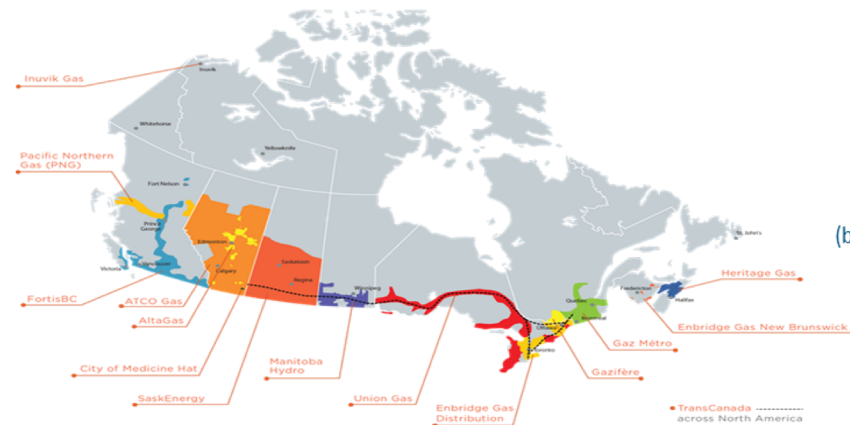 Inuvik Gas
Inuvik
Whitehorse
Yellowknife
Pacific Northern
Gas (PNG)
Fort Nelson
Prince
George
Edmonton
St. John's
(b
Victoria
Vancouver
Calgary
Saskatoon
Regina
Winnipeg
Heritage Gas
Québec
Fredericton
Halifax
FortisBC
ATCO Gas
AltaGas
Ottawa
Montréal
Enbridge Gas New Brunswick
Gaz Métro
Toronto
City of Medicine Hat
Manitoba
Hydro
Gazifère
SaskEnergy
Union Gas
Enbridge Gas
Distribution
TransCanada
across North America